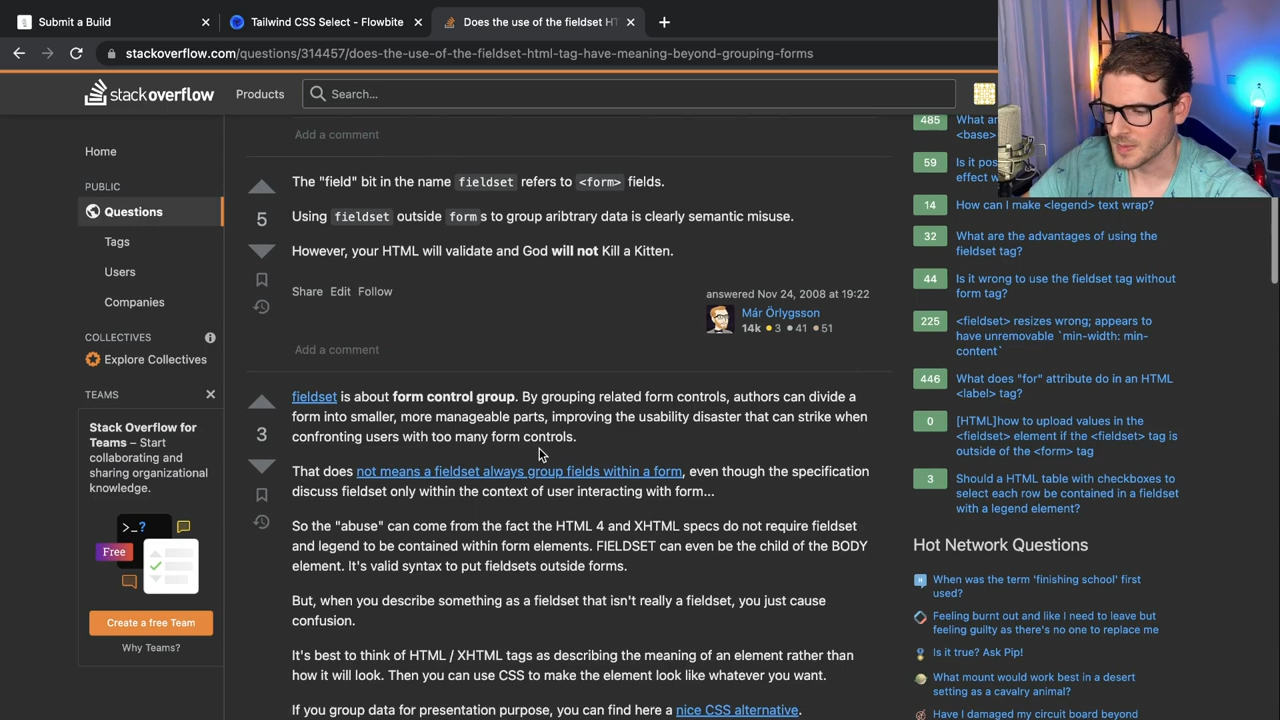 Submit a Build
Tailwind CSS Select - Flowbite
Does the use of the fieldset HT
stackoverflow.com/questions/314457/does-the-use-of-the-fieldset-html-tag-have-meaning-beyond-grouping-forms
stackoverflow
Products
Search...
Home
PUBLIC
Questions
Tags
Users
Companies
COLLECTIVES
Explore Collectives
TEAMS
Stack Overflow for
Teams – Start
collaborating and
sharing organizational
knowledge.
>_?
Free
Create a free Team
Why Teams?
Add a comment
The "field" bit in the name fieldset refers to <form> fields.
5
Using fieldset outside form s to group aribtrary data is clearly semantic misuse.
However, your HTML will validate and God will not Kill a Kitten.
Share Edit Follow
answered Nov 24, 2008 at 19:22
Már Örlygsson
14k 3 41 51
Add a comment
3
fieldset is about form control group. By grouping related form controls, authors can divide a
form into smaller, more manageable parts, improving the usability disaster that can strike when
confronting users with too many form controls.
That does not means a fieldset always group fields within a form, even though the specification
discuss fieldset only within the context of user interacting with form...
So the "abuse" can come from the fact the HTML 4 and XHTML specs do not require fieldset
and legend to be contained within form elements. FIELDSET can even be the child of the BODY
element. It's valid syntax to put fieldsets outside forms.
But, when you describe something as a fieldset that isn't really a fieldset, you just cause
confusion.
It's best to think of HTML / XHTML tags as describing the meaning of an element rather than
how it will look. Then you can use CSS to make the element look like whatever you want.
If you group data for presentation purpose, you can find here a nice CSS alternative.
485 What ar
<base>
59 Is it pos
effect w
14 How can I make <legend> text wrap?
32 What are the advantages of using the
fieldset tag?
44 Is it wrong to use the fieldset tag without
form tag?
225 <fieldset> resizes wrong; appears to
have unremovable `min-width: min-
content`
446 What does "for" attribute do in an HTML
<label> tag?
0 [HTML]how to upload values in the
<fieldset> element if the <fieldset> tag is
outside of the <form> tag
3 Should a HTML table with checkboxes to
select each row be contained in a fieldset
with a legend element?
Hot Network Questions
When was the term 'finishing school' first
used?
Feeling burnt out and like I need to leave but
feeling guilty as there's no one to replace me
Is it true? Ask Pip!
What mount would work best in a desert
setting as a cavalry animal?
Have I damaged my circuit board beyond